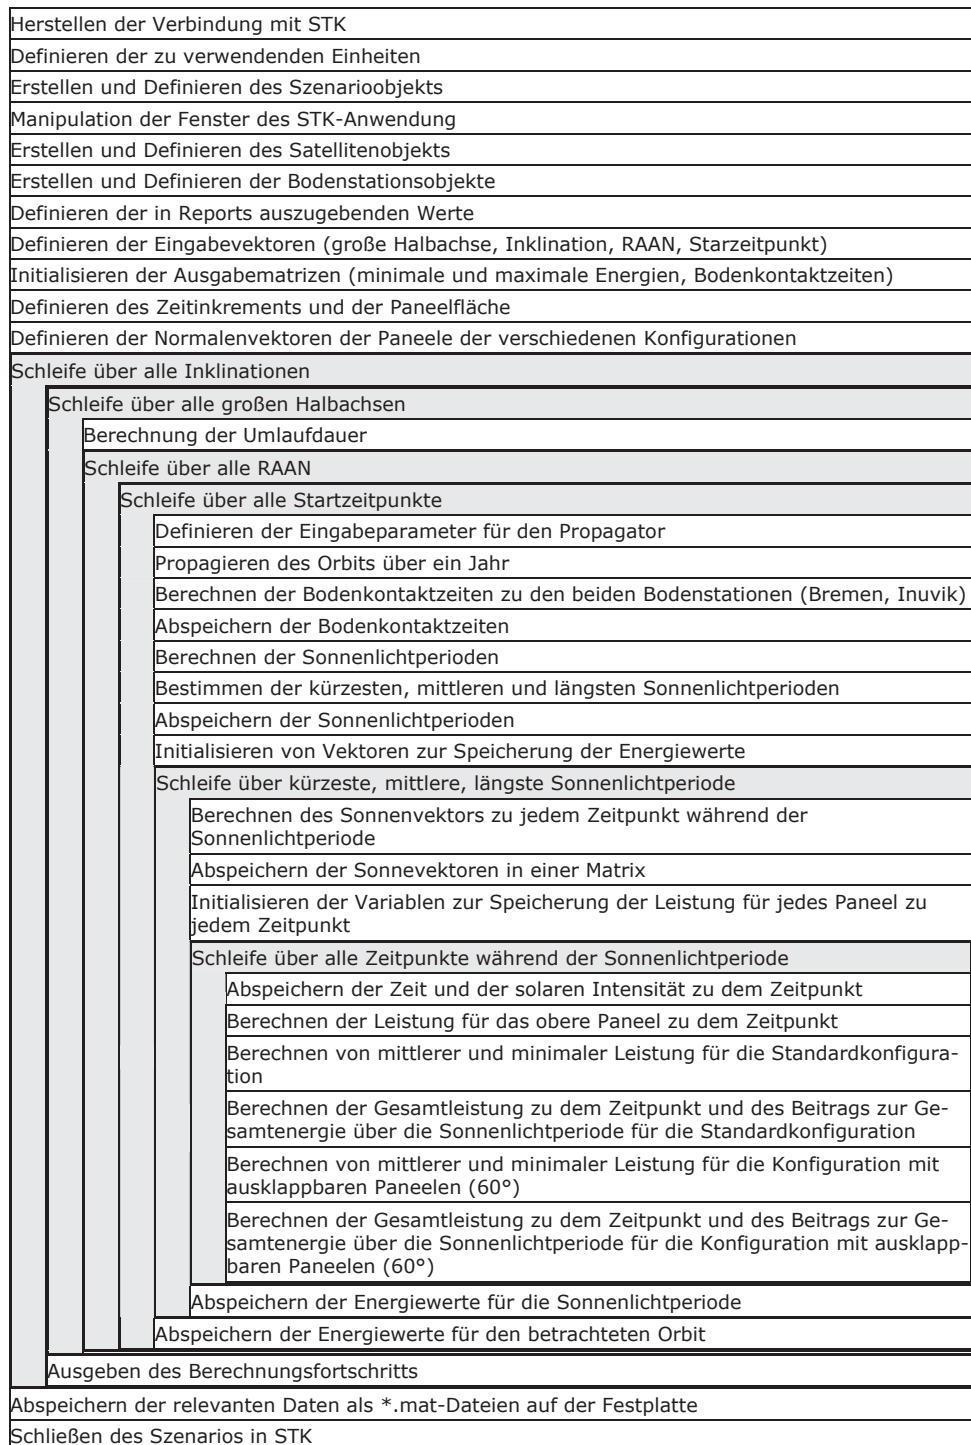 Herstellen der Verbindung mit STK
Definieren der zu verwendenden Einheiten
Erstellen und Definieren des Szenarioobjekts
Manipulation der Fenster des STK-Anwendung
Erstellen und Definieren des Satellitenobjekts
Erstellen und Definieren der Bodenstationsobjekte
Definieren der in Reports auszugebenden Werte
Definieren der Eingabevektoren (große Halbachse, Inklination, RAAN, Starzeitpunkt)
Initialisieren der Ausgabematrizen (minimale und maximale Energien, Bodenkontaktzeiten)
Definieren des Zeitinkrements und der Paneelfläche
Definieren der Normalenvektoren der Paneele der verschiedenen Konfigurationen
Schleife über alle Inklinationen
Schleife über alle großen Halbachsen
Berechnung der Umlaufdauer
Schleife über alle RAAN
Schleife über alle Startzeitpunkte
Definieren der Eingabeparameter für den Propagator
Propagieren des Orbits über ein Jahr
Berechnen der Bodenkontaktzeiten zu den beiden Bodenstationen (Bremen, Inuvik)
Abspeichern der Bodenkontaktzeiten
Berechnen der Sonnenlichtperioden
Bestimmen der kürzesten, mittleren und längsten Sonnenlichtperioden
Abspeichern der Sonnenlichtperioden
Initialisieren von Vektoren zur Speicherung der Energiewerte
Schleife über kürzeste, mittlere, längste Sonnenlichtperiode
Berechnen des Sonnenvektors zu jedem Zeitpunkt während der
Sonnenlichtperiode
Abspeichern der Sonnevektoren in einer Matrix
Initialisieren der Variablen zur Speicherung der Leistung für jedes Paneel zu
jedem Zeitpunkt
Schleife über alle Zeitpunkte während der Sonnenlichtperiode
Abspeichern der Zeit und der solaren Intensität zu dem Zeitpunkt
Berechnen der Leistung für das obere Paneel zu dem Zeitpunkt
Berechnen von mittlerer und minimaler Leistung für die Standardkonfigura-
tion
Berechnen der Gesamtleistung zu dem Zeitpunkt und des Beitrags zur Ge-
samtenergie über die Sonnenlichtperiode für die Standardkonfiguration
Berechnen von mittlerer und minimaler Leistung für die Konfiguration mit
ausklappbaren Paneelen (60°)
Berechnen der Gesamtleistung zu dem Zeitpunkt und des Beitrags zur Ge-
samtenergie über die Sonnenlichtperiode für die Konfiguration mit ausklapp-
baren Paneelen (60°)
Abspeichern der Energiewerte für die Sonnenlichtperiode
Abspeichern der Energiewerte für den betrachteten Orbit
Ausgeben des Berechnungsfortschritts
Abspeichern der relevanten Daten als *.mat-Dateien auf der Festplatte
Schließen des Szenarios in STK